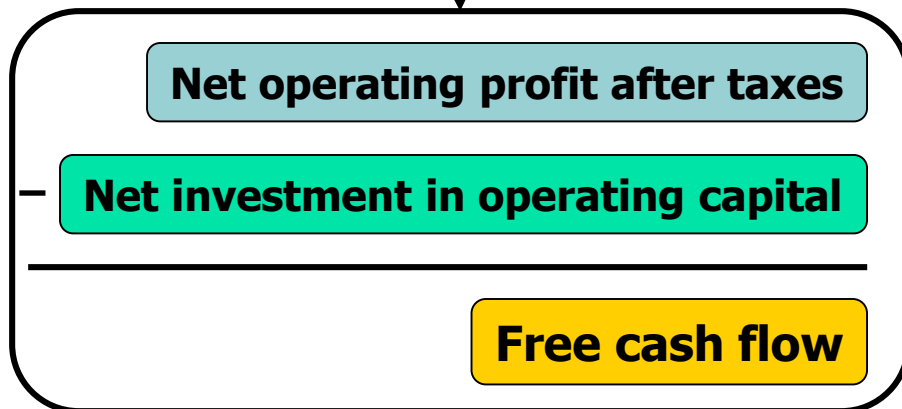 Net operating profit after taxes
– Net investment in operating capital
Free cash flow